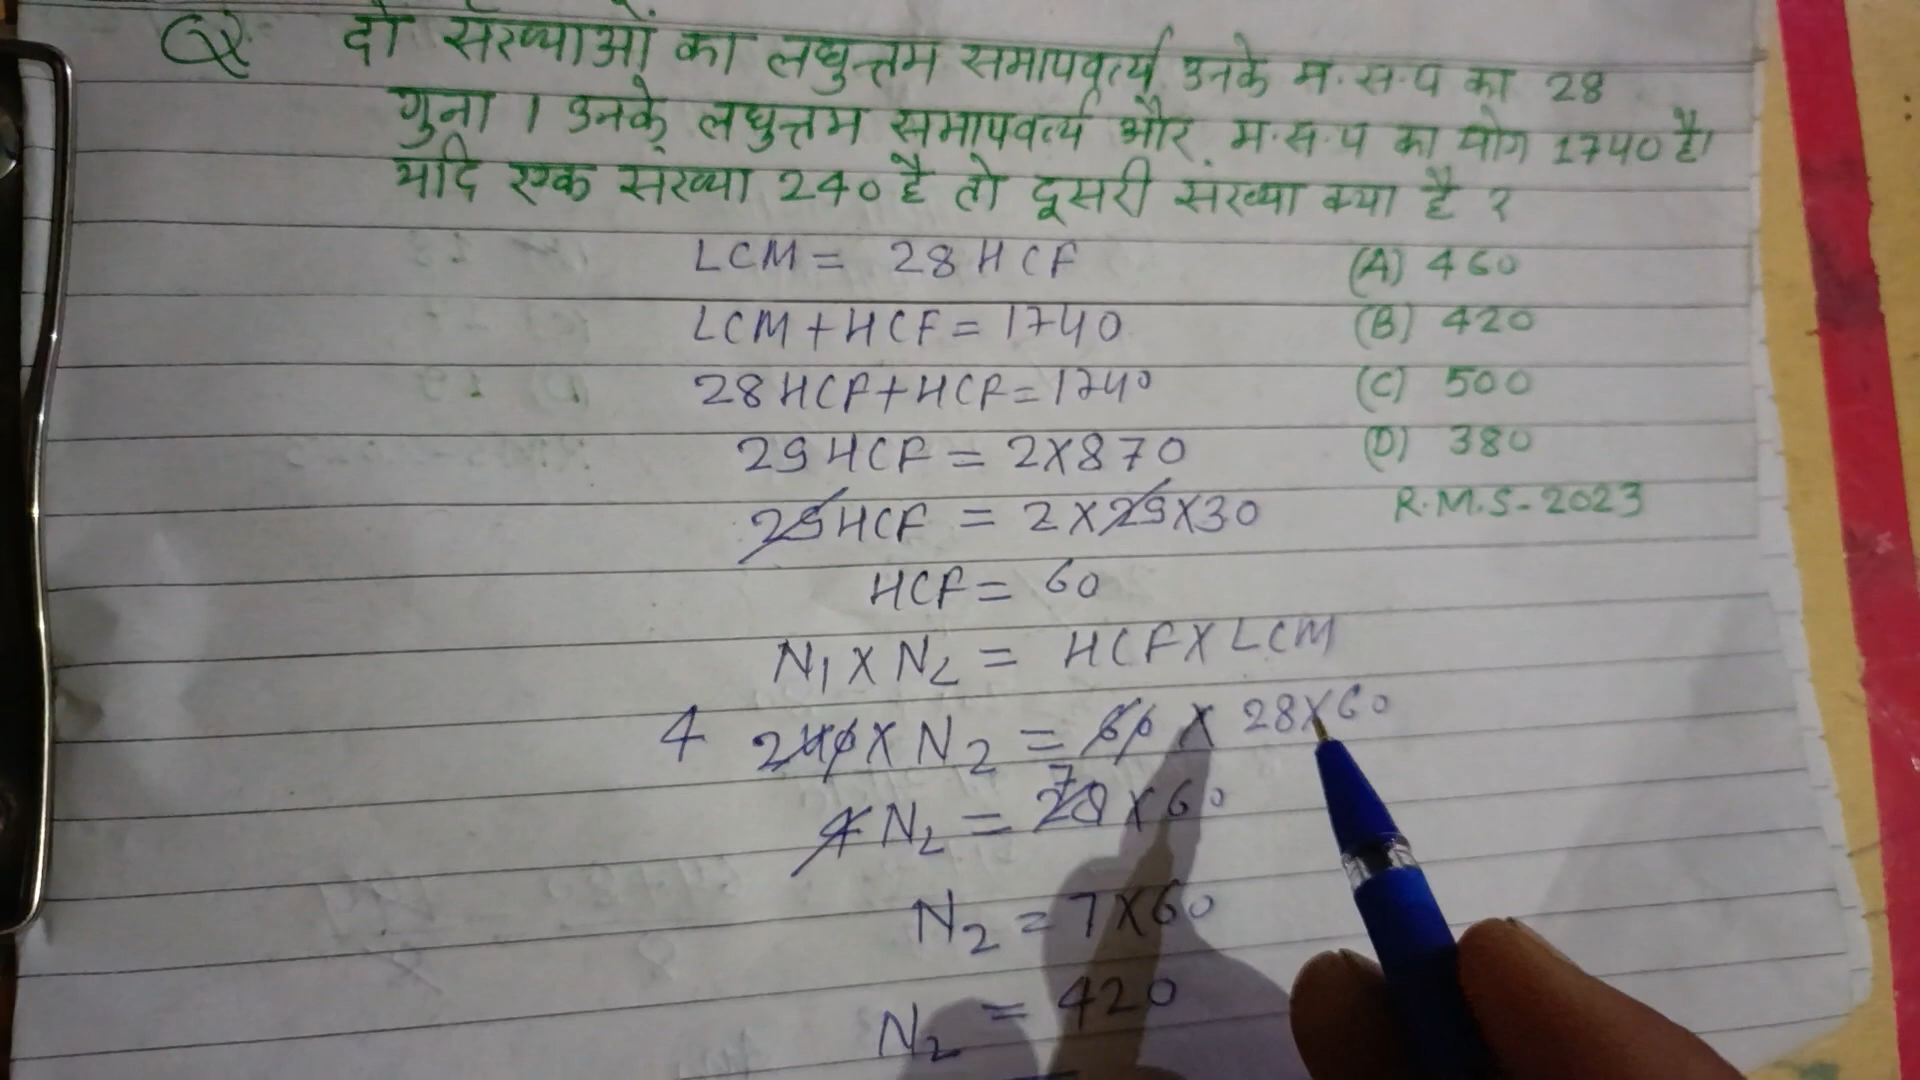 Q. दो संख्याओं का लघुत्तम समापवर्त्य उनके म.स.प का 28
गुना । उनके लघुत्तम समापवर्त्य और म.स.प का योग 1740 है।
यदि एक संख्या 240 है तो दूसरी संख्या क्या है ?
LCM = 28 HCF
(A) 460
LCM + HCF = 1740
(B) 420
28 HCF + HCF = 1740
(C) 500
29 HCF = 2 X 870
(D) 380
29 HCF = 2 X 29 X 30
R.M.S - 2023
HCF = 60
N₁ X N₂ = HCF X LCM
4 240 X N₂ = 60 X 28 X 60
7
4 N₂ = 28 X 60
N₂ = 7 X 60
N₂ = 420